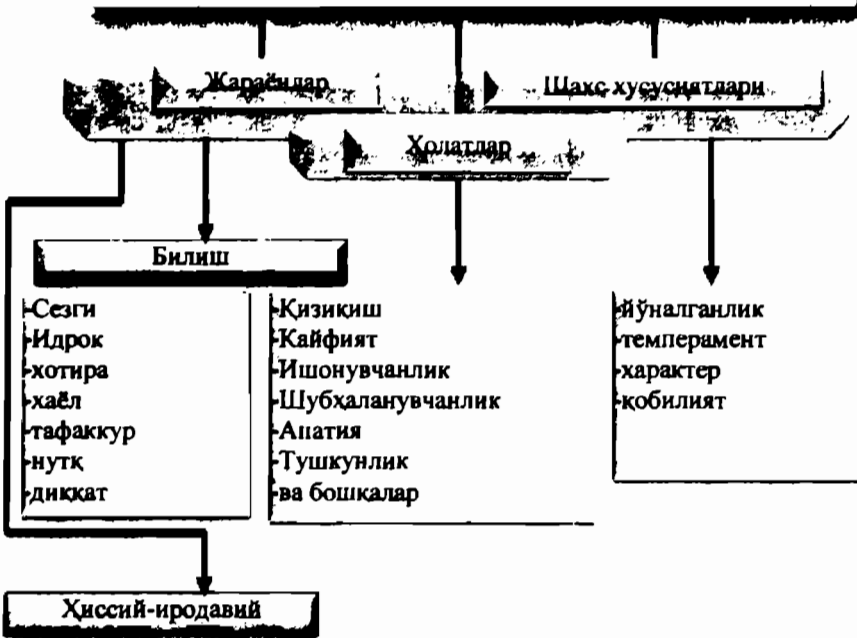 Жараёнлар
Шахс хусусиятлари
Ҳолатлар
Билиш
Сезги
Идрок
хотира
хаёл
тафаккур
нутқ
диққат
Қизиқиш
Кайфият
Ишонувчанлик
Шубҳаланувчанлик
Апатия
Тушкунлик
ва бошқалар
йўналганлик
темперамент
характер
қобилият
Ҳиссий-иродавий